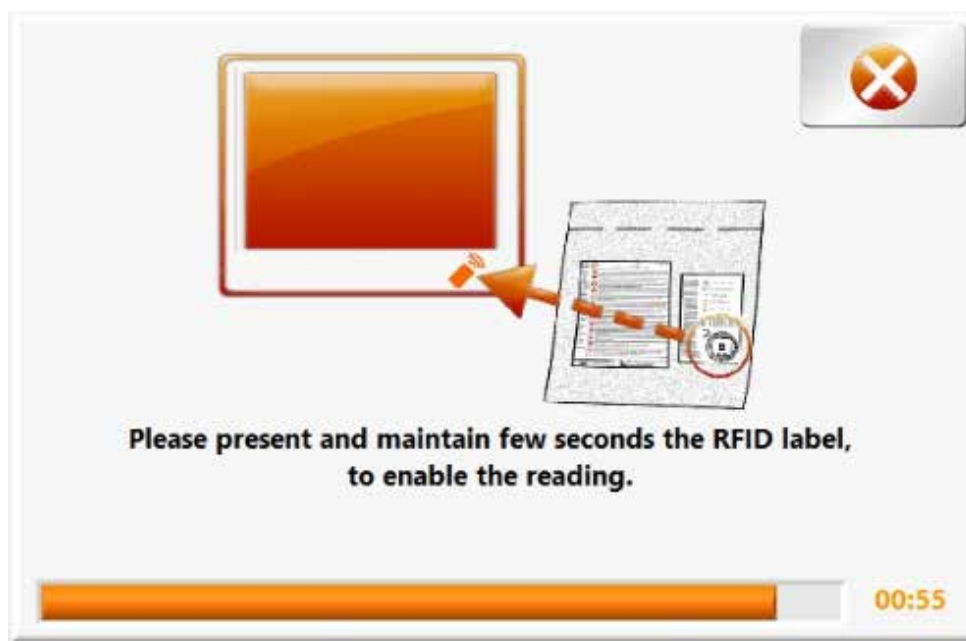 Please present and maintain few seconds the RFID label,
to enable the reading.
00:55